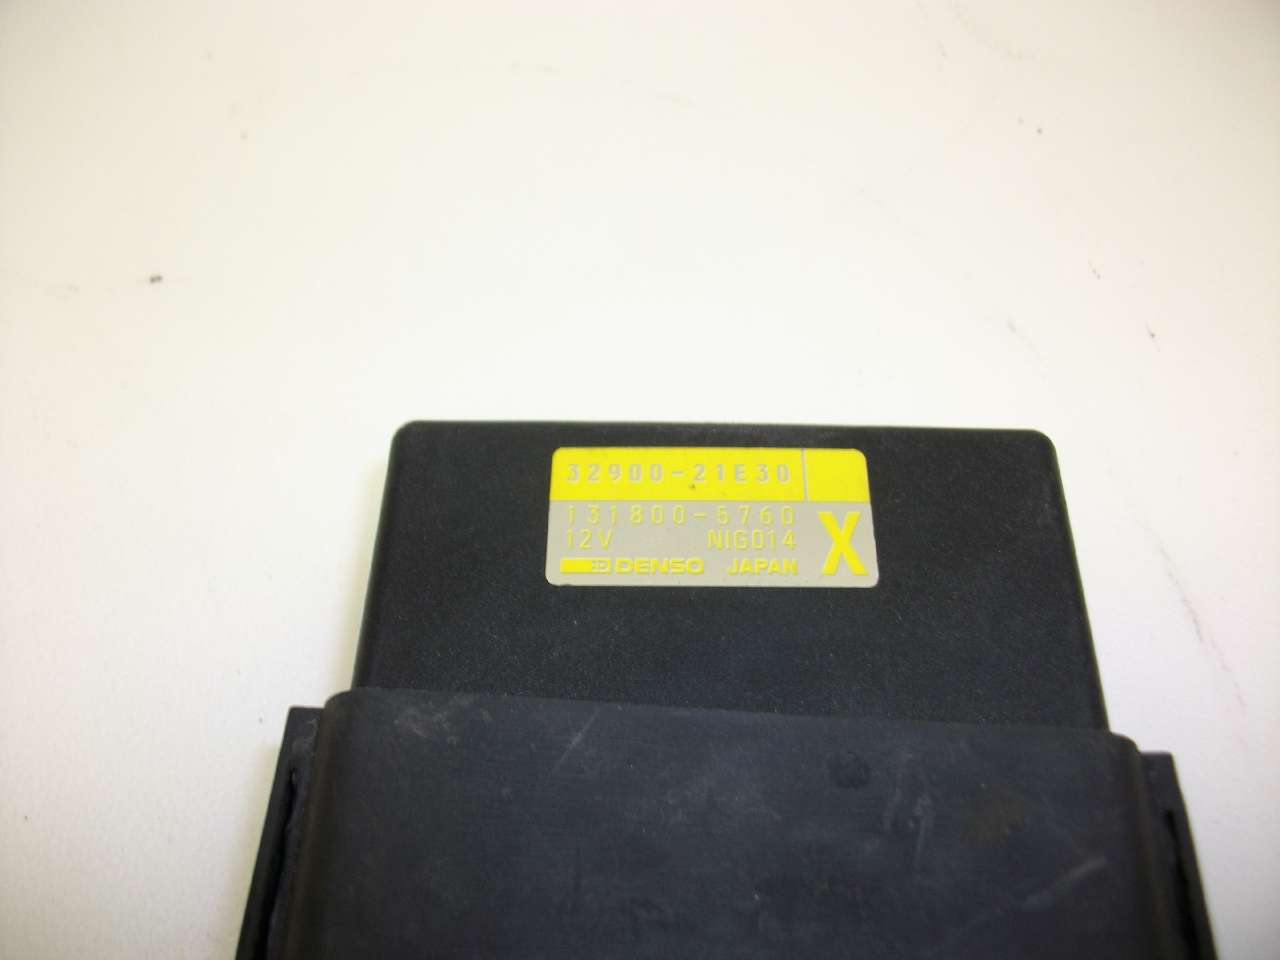 32900-21E30
131800-5760
12V NIG014 X
DENSO JAPAN